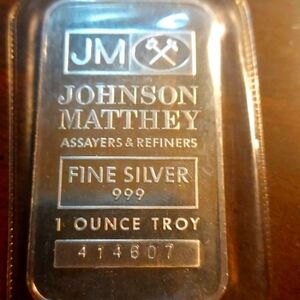 JM
JOHNSON
MATTHEY
ASSAYERS & REFINERS
FINE SILVER
999
1 OUNCE TROY
414607